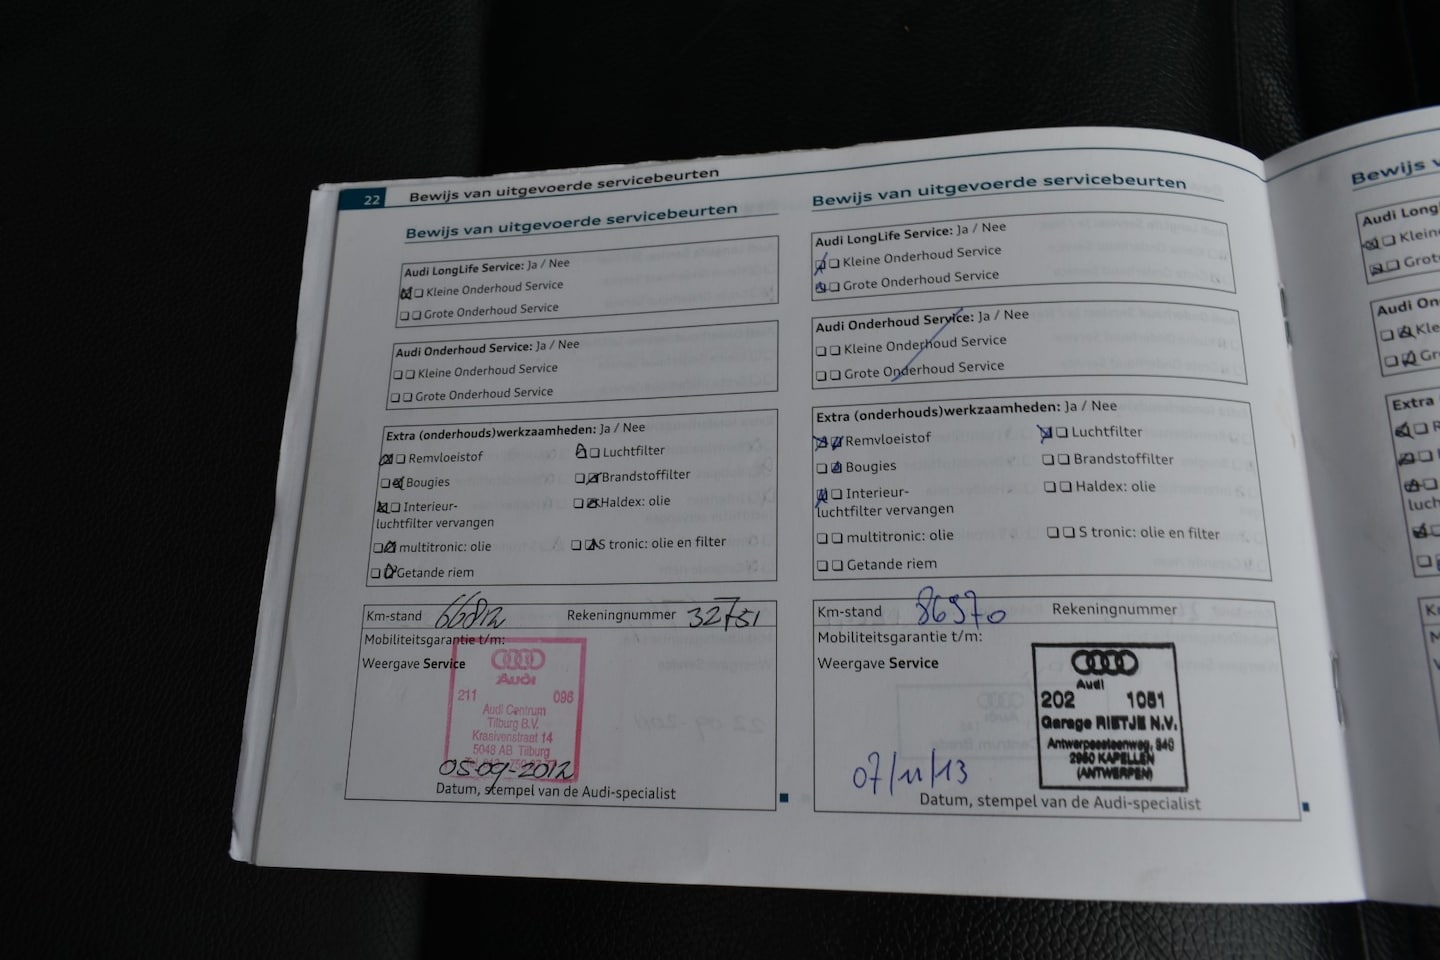 22 Bewijs van uitgevoerde servicebeurten
Bewijs van uitgevoerde servicebeurten
Audi LongLife Service: Ja / Nee
Kleine Onderhoud Service
Grote Onderhoud Service
Audi Onderhoud Service: Ja / Nee
Kleine Onderhoud Service
Grote Onderhoud Service
Extra (onderhouds)werkzaamheden: Ja / Nee
Remvloeistof Luchtfilter
Bougies Brandstoffilter
Interieur- Haldex: olie
luchtfilter vervangen
multitronic: olie S tronic: olie en filter
Getande riem
Km-stand 66812 Rekeningnummer 32751
Mobiliteitsgarantie t/m:
Weergave Service
Audi
211 096
Audi Centrum
Tilburg B.V.
Krasivenstraat 14
5048 AB Tilburg
05-09-2012
Datum, stempel van de Audi-specialist
Bewijs van uitgevoerde servicebeurten
Audi LongLife Service: Ja / Nee
Kleine Onderhoud Service
Grote Onderhoud Service
Audi Onderhoud Service: Ja / Nee
Kleine Onderhoud Service
Grote Onderhoud Service
Extra (onderhouds)werkzaamheden: Ja / Nee
Remvloeistof Luchtfilter
Bougies Brandstoffilter
Interieur- Haldex: olie
luchtfilter vervangen
multitronic: olie S tronic: olie en filter
Getande riem
Km-stand 86970 Rekeningnummer
Mobiliteitsgarantie t/m:
Weergave Service
Audi
202 1081
Garage RIETJE N.V.
Antwerpsesteenweg, 340
2950 KAPELLEN
(ANTWERPEN)
07/11/13
Datum, stempel van de Audi-specialist
Bewijs
Audi
Extra